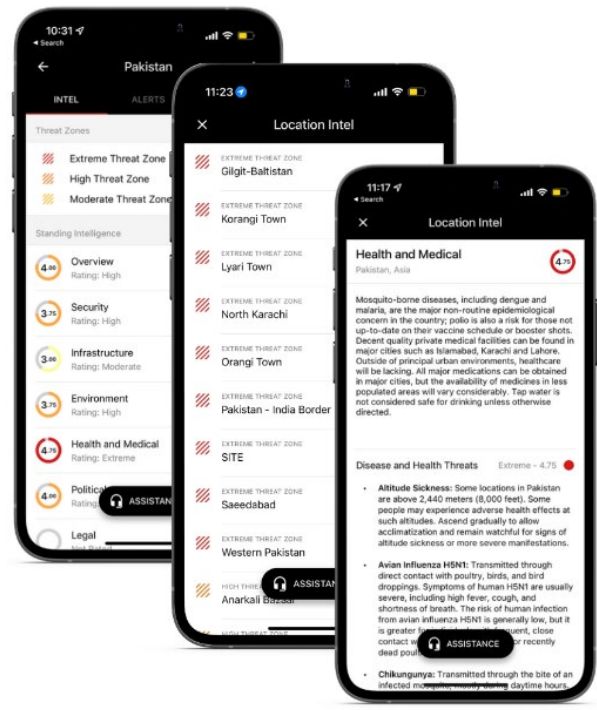 10:31
Search
Pakistan
INTEL
ALERTS
Threat Zones
Extreme Threat Zone
High Threat Zone
Moderate Threat Zone
Standing Intelligence
4.00
Overview
Rating: High
3.75
Security
Rating: High
3.00
Infrastructure
Rating: Moderate
3.75
Environment
Rating: High
4.75
Health and Medical
Rating: Extreme
4.00
Political
Rating:
ASSISTAN
Legal
Not Rated
11:23
Location Intel
EXTREME THREAT ZONE
Gilgit-Baltistan
EXTREME THREAT ZONE
Korangi Town
EXTREME THREAT ZONE
Lyari Town
EXTREME THREAT ZONE
North Karachi
EXTREME THREAT ZONE
Orangi Town
EXTREME THREAT ZONE
Pakistan - India Border
EXTREME THREAT ZONE
SITE
EXTREME THREAT ZONE
Saeedabad
EXTREME THREAT ZONE
Western Pakistan
HIGH THREA
Anarkali Bazaar
ASSISTAN
HIGH THREAT ZONE
11:17
Search
Location Intel
Health and Medical
Pakistan, Asia
4.75
Mosquito-borne diseases, including dengue and
malaria, are the major non-routine epidemiological
concern in the country; polio is also a risk for those not
up-to-date on their vaccine schedule or booster shots.
Decent quality private medical facilities can be found in
major cities such as Islamabad, Karachi and Lahore.
Outside of principal urban environments, healthcare
will be lacking. All major medications can be obtained
in major cities, but the availability of medicines in less
populated areas will vary considerably. Tap water is
not considered safe for drinking unless otherwise
directed.
Disease and Health Threats
Extreme - 4.75
• Altitude Sickness: Some locations in Pakistan
are above 2,440 meters (8,000 feet). Some
people may experience adverse health effects at
such altitudes. Ascend gradually to allow
acclimatization and remain watchful for signs of
altitude sickness or more severe manifestations.
• Avian Influenza H5N1: Transmitted through
direct contact with poultry, birds, and bird
droppings. Symptoms of human H5N1 are usually
severe, including high fever, cough, and
shortness of breath. The risk of human infection
from avian influenza H5N1 is generally low, but it
is greater for individuals with frequent, close
contact w or recently
dead poul
ASSISTANCE
• Chikungunya: Transmitted through the bite of an
infected mosquito, mostly during daytime hours.